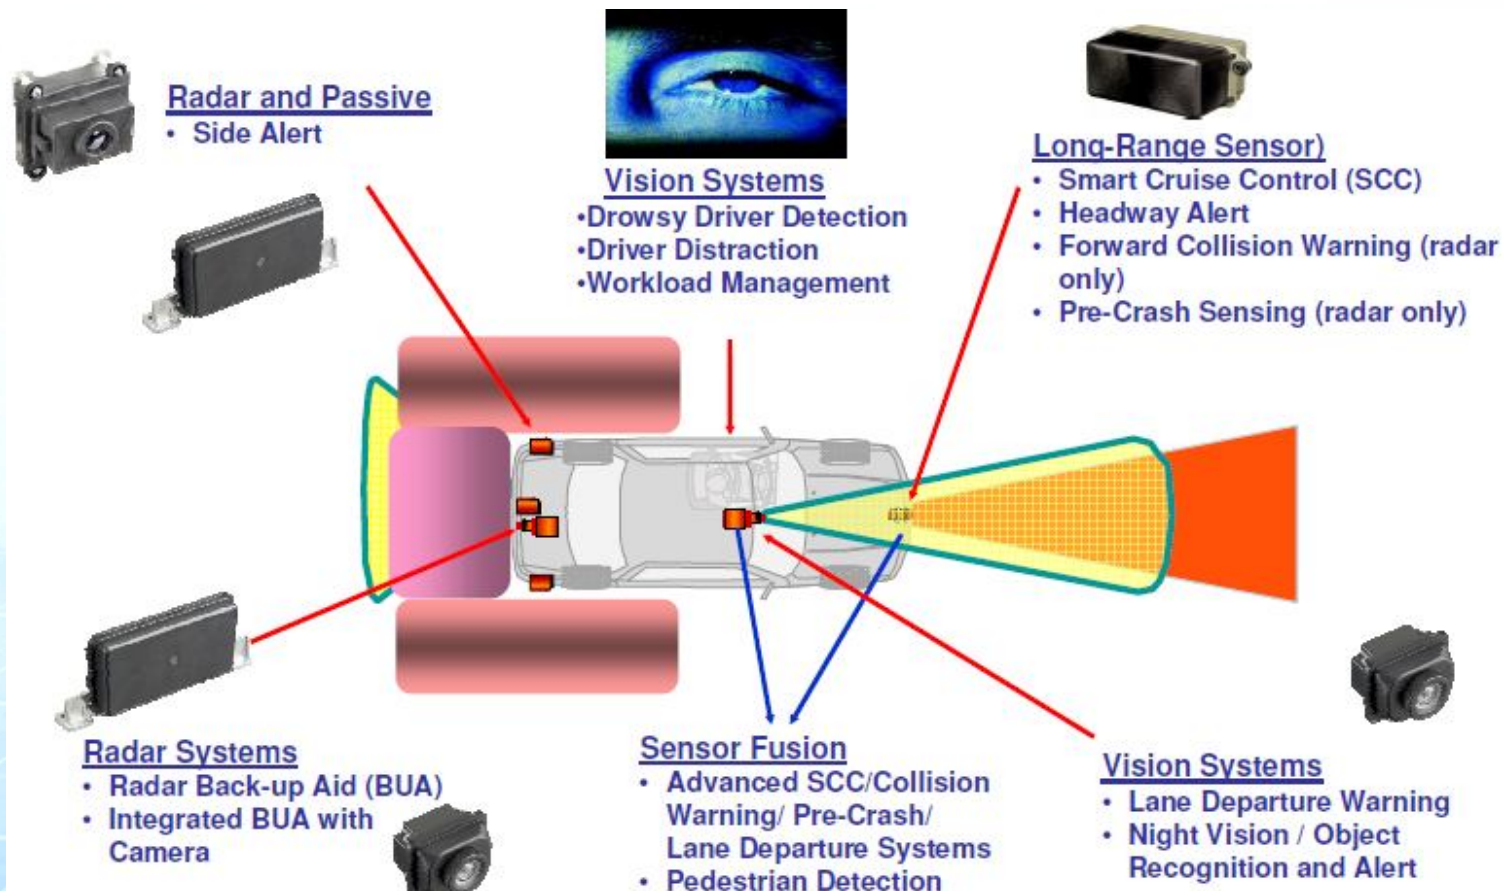 Radar and Passive
• Side Alert
Vision Systems
•Drowsy Driver Detection
•Driver Distraction
•Workload Management
Long-Range Sensor)
• Smart Cruise Control (SCC)
• Headway Alert
• Forward Collision Warning (radar
only)
• Pre-Crash Sensing (radar only)
Radar Systems
• Radar Back-up Aid (BUA)
• Integrated BUA with
Camera
Sensor Fusion
• Advanced SCC/Collision
Warning/ Pre-Crash/
Lane Departure Systems
• Pedestrian Detection
Vision Systems
• Lane Departure Warning
• Night Vision / Object
Recognition and Alert